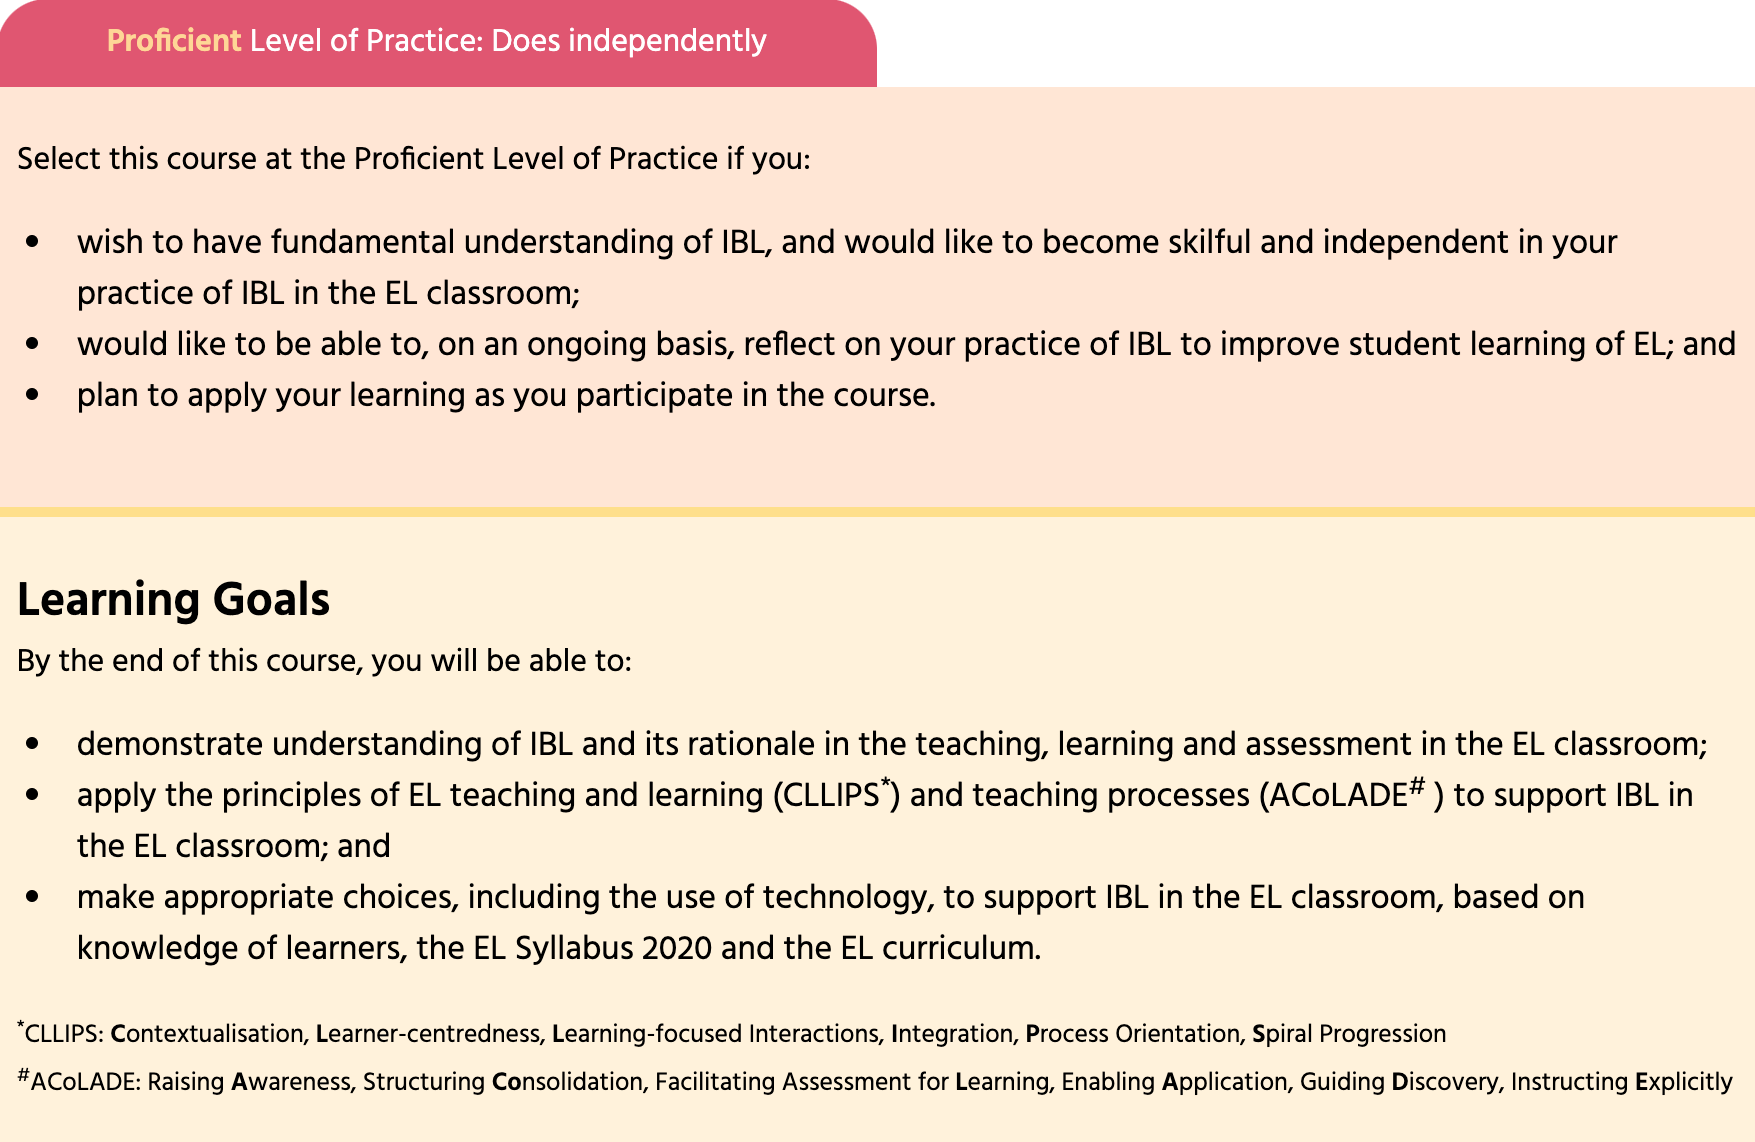 Proficient Level of Practice: Does independently
Select this course at the Proficient Level of Practice if you:
• wish to have fundamental understanding of IBL, and would like to become skilful and independent in your
practice of IBL in the EL classroom;
• would like to be able to, on an ongoing basis, reflect on your practice of IBL to improve student learning of EL; and
• plan to apply your learning as you participate in the course.
Learning Goals
By the end of this course, you will be able to:
• demonstrate understanding of IBL and its rationale in the teaching, learning and assessment in the EL classroom;
• apply the principles of EL teaching and learning (CLLIPS*) and teaching processes (ACoLADE# ) to support IBL in
the EL classroom; and
• make appropriate choices, including the use of technology, to support IBL in the EL classroom, based on
knowledge of learners, the EL Syllabus 2020 and the EL curriculum.
*CLLIPS: Contextualisation, Learner-centredness, Learning-focused Interactions, Integration, Process Orientation, Spiral Progression
#ACoLADE: Raising Awareness, Structuring Consolidation, Facilitating Assessment for Learning, Enabling Application, Guiding Discovery, Instructing Explicitly